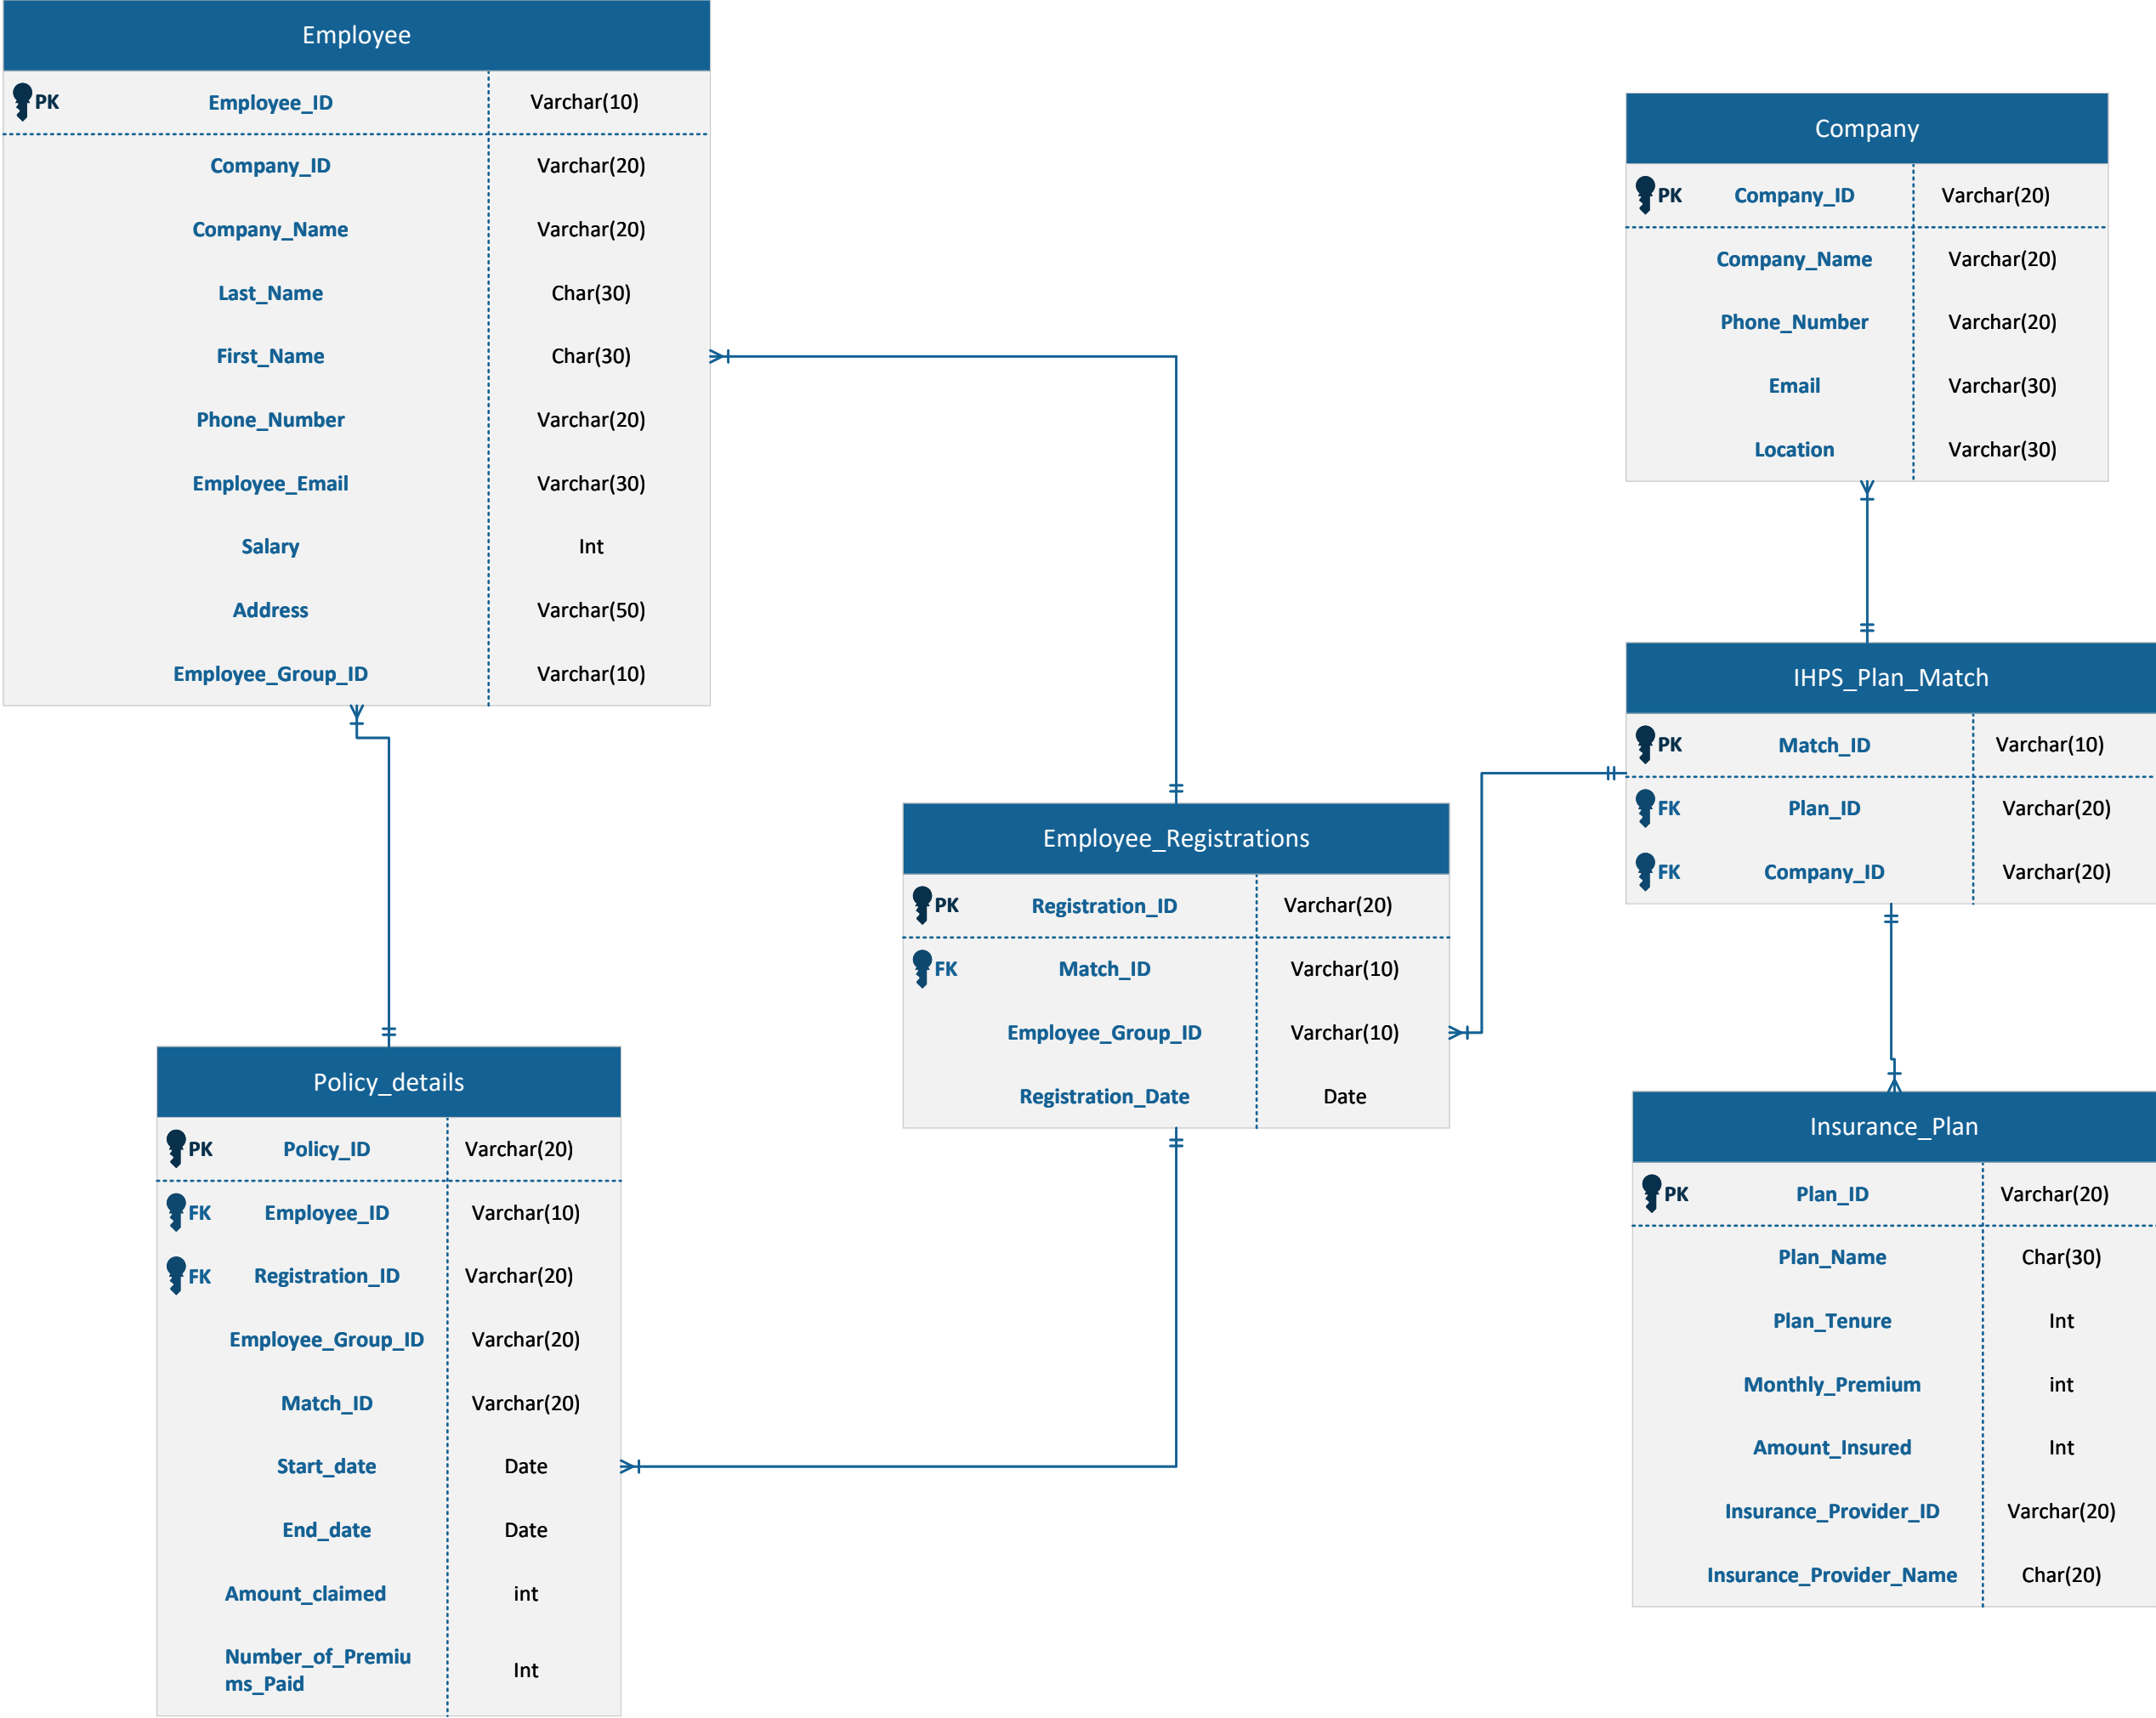 Employee
PK Employee_ID Varchar(10)
Company_ID Varchar(20)
Company_Name Varchar(20)
Last_Name Char(30)
First_Name Char(30)
Phone_Number Varchar(20)
Employee_Email Varchar(30)
Salary Int
Address Varchar(50)
Employee_Group_ID Varchar(10)
Company
PK Company_ID Varchar(20)
Company_Name Varchar(20)
Phone_Number Varchar(20)
Email Varchar(30)
Location Varchar(30)
IHPS_Plan_Match
PK Match_ID Varchar(10)
FK Plan_ID Varchar(20)
FK Company_ID Varchar(20)
Employee_Registrations
PK Registration_ID Varchar(20)
FK Match_ID Varchar(10)
Employee_Group_ID Varchar(10)
Registration_Date Date
Policy_details
PK Policy_ID Varchar(20)
FK Employee_ID Varchar(10)
FK Registration_ID Varchar(20)
Employee_Group_ID Varchar(20)
Match_ID Varchar(20)
Start_date Date
End_date Date
Amount_claimed int
Number_of_Premiu
ms_Paid Int
Insurance_Plan
PK Plan_ID Varchar(20)
Plan_Name Char(30)
Plan_Tenure Int
Monthly_Premium int
Amount_Insured Int
Insurance_Provider_ID Varchar(20)
Insurance_Provider_Name Char(20)